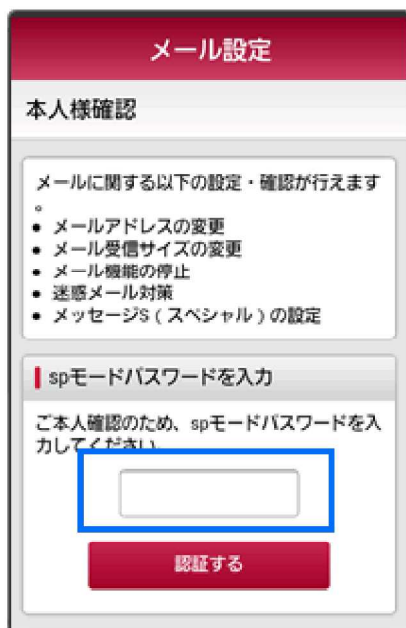 メール設定
本人様確認
メールに関する以下の設定・確認が行えます
。
• メールアドレスの変更
• メール受信サイズの変更
• メール機能の停止
• 迷惑メール対策
• メッセージS(スペシャル)の設定
spモードパスワードを入力
ご本人確認のため、spモードパスワードを入
力してください。
認証する